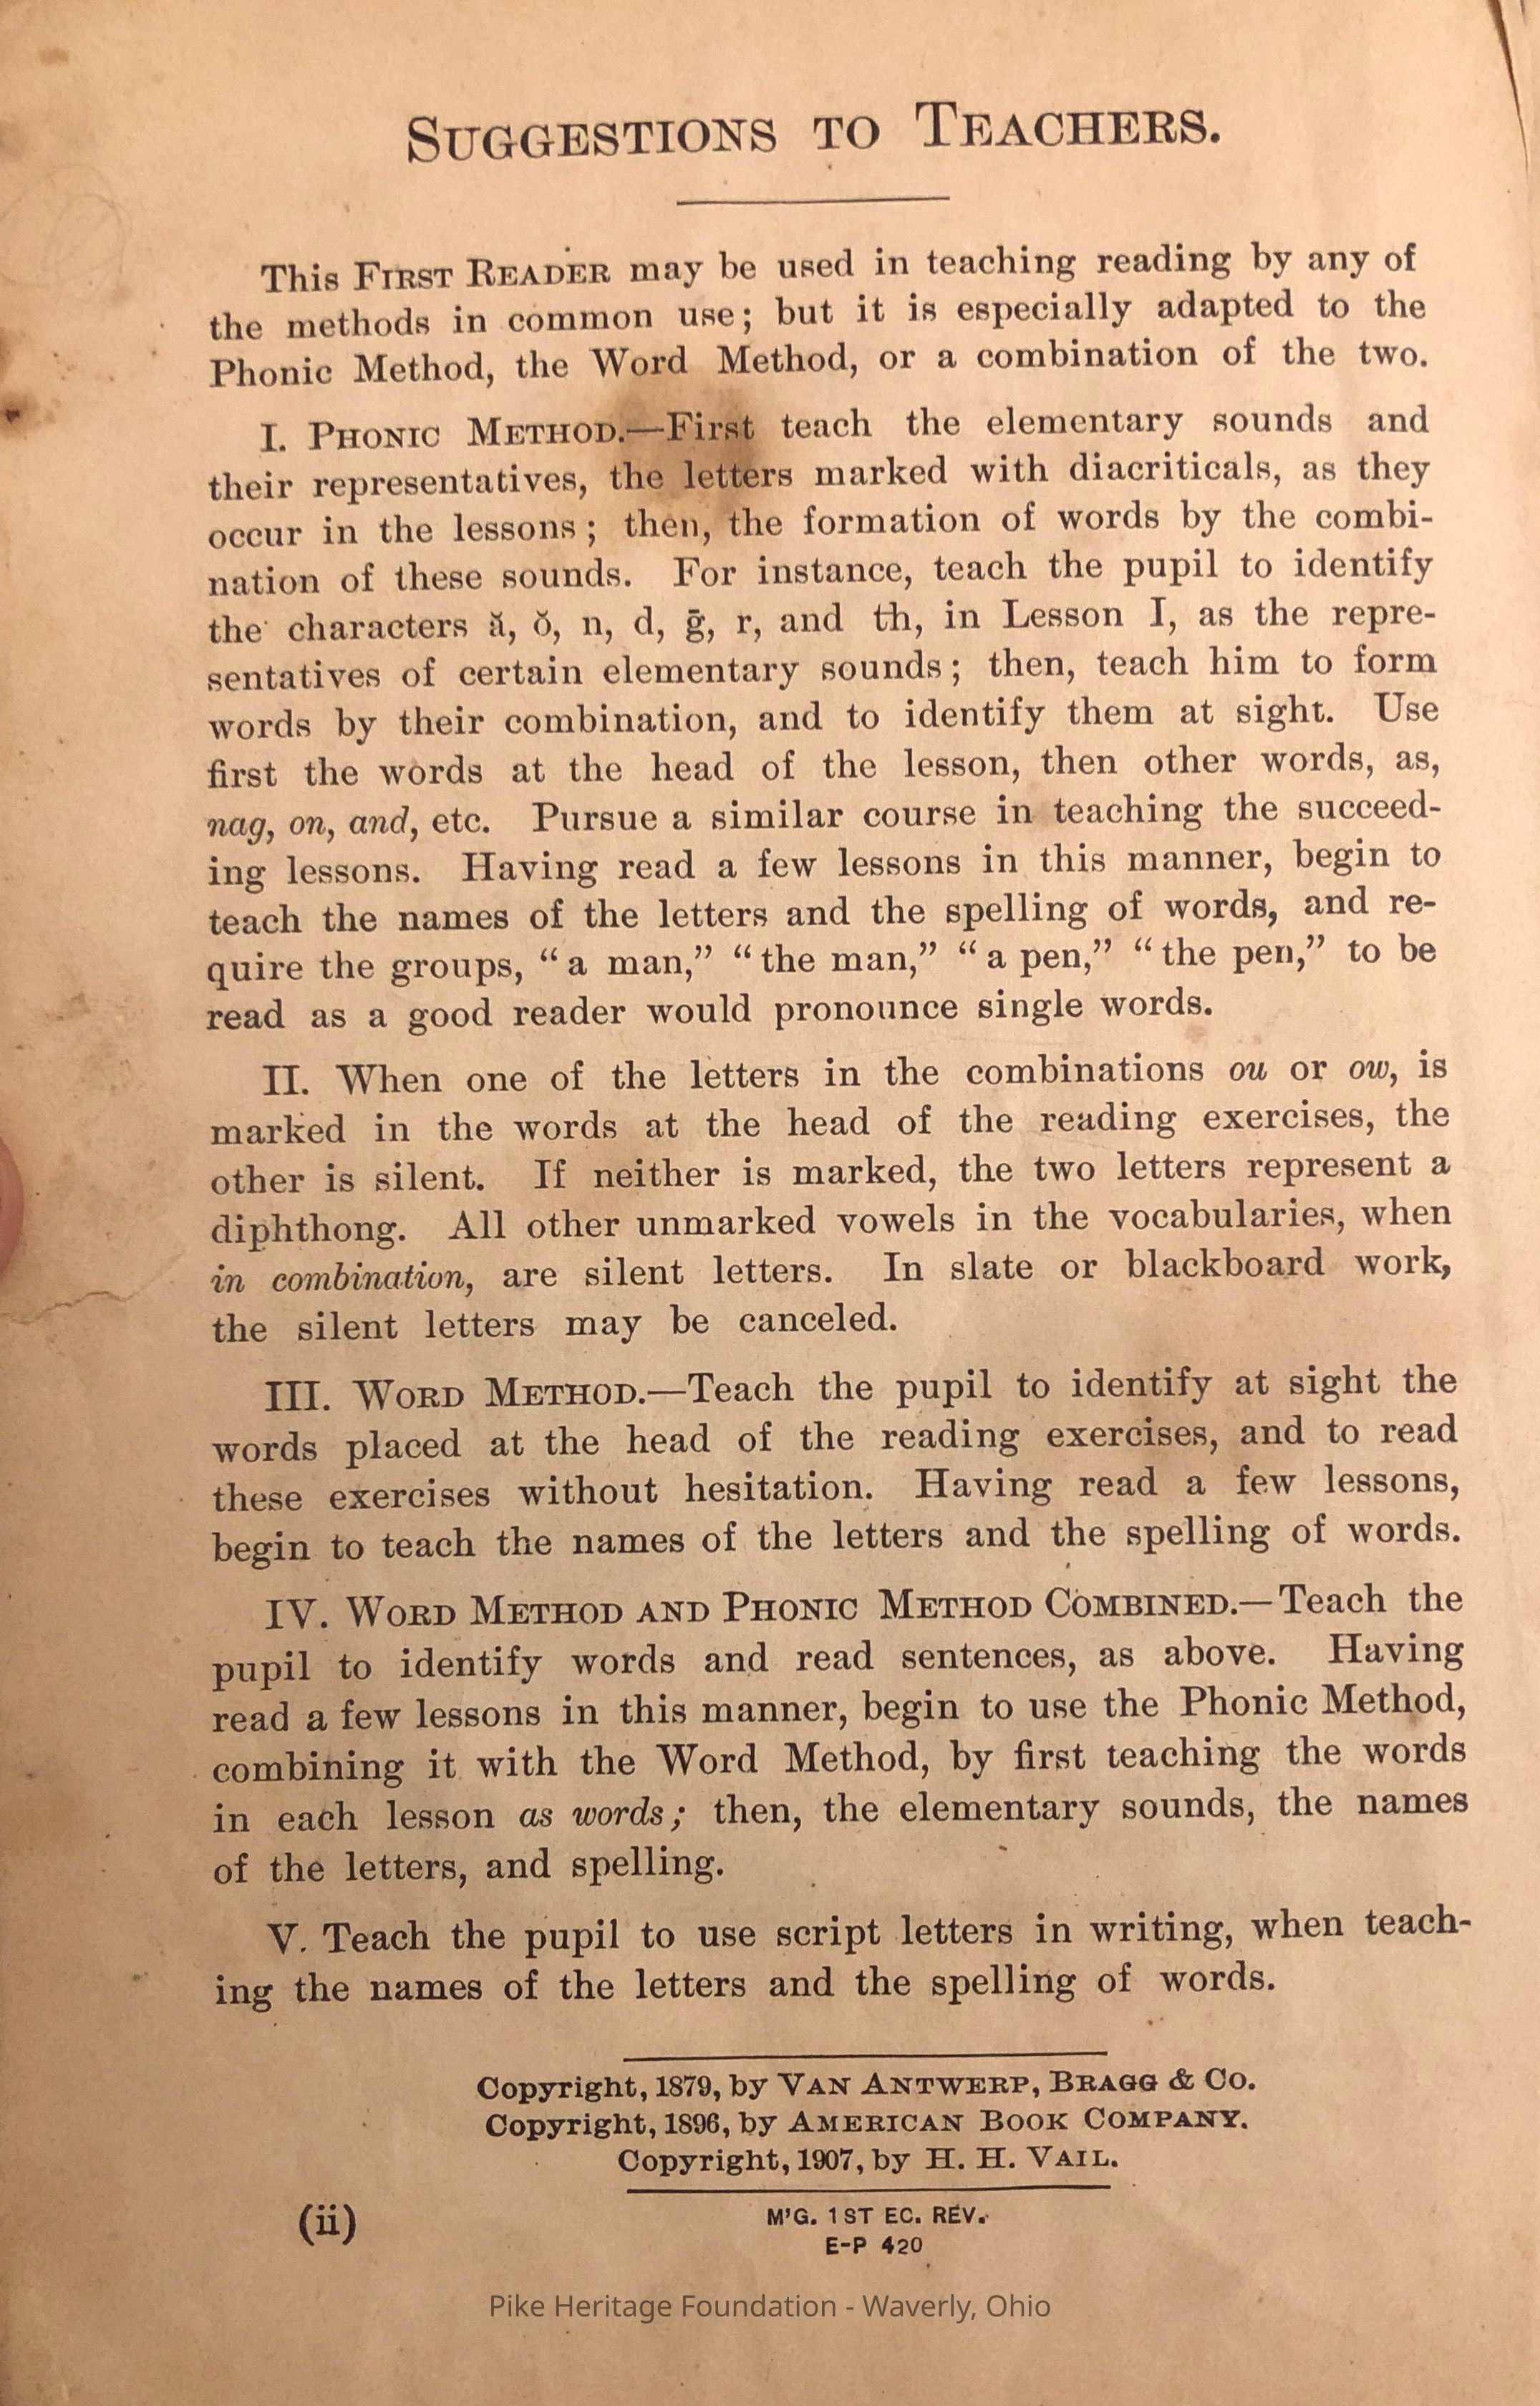 SUGGESTIONS TO TEACHERS.
This FIRST READER may be used in teaching reading by any of
the methods in common use; but it is especially adapted to the
Phonic Method, the Word Method, or a combination of the two.
I. PHONIC METHOD.—First teach the elementary sounds and
their representatives, the letters marked with diacriticals, as they
occur in the lessons; then, the formation of words by the combi-
nation of these sounds. For instance, teach the pupil to identify
the characters ă, ŏ, n, d, ḡ, r, and th, in Lesson I, as the repre-
sentatives of certain elementary sounds; then, teach him to form
words by their combination, and to identify them at sight. Use
first the words at the head of the lesson, then other words, as,
nag, on, and, etc. Pursue a similar course in teaching the succeed-
ing lessons. Having read a few lessons in this manner, begin to
teach the names of the letters and the spelling of words, and re-
quire the groups, “a man,” “the man,” “a pen,” “the pen,” to be
read as a good reader would pronounce single words.
II. When one of the letters in the combinations ou or ow, is
marked in the words at the head of the reading exercises, the
other is silent. If neither is marked, the two letters represent a
diphthong. All other unmarked vowels in the vocabularies, when
in combination, are silent letters. In slate or blackboard work,
the silent letters may be canceled.
III. WORD METHOD.—Teach the pupil to identify at sight the
words placed at the head of the reading exercises, and to read
these exercises without hesitation. Having read a few lessons,
begin to teach the names of the letters and the spelling of words.
IV. WORD METHOD AND PHONIC METHOD COMBINED.—Teach the
pupil to identify words and read sentences, as above. Having
read a few lessons in this manner, begin to use the Phonic Method,
combining it with the Word Method, by first teaching the words
in each lesson as words; then, the elementary sounds, the names
of the letters, and spelling.
V. Teach the pupil to use script letters in writing, when teach-
ing the names of the letters and the spelling of words.
Copyright, 1879, by VAN ANTWERP, BRAGG & CO.
Copyright, 1896, by AMERICAN BOOK COMPANY.
Copyright, 1907, by H. H. VAIL.
(ii)
M'G. 1ST EC. REV.
E-P 420
Pike Heritage Foundation - Waverly, Ohio